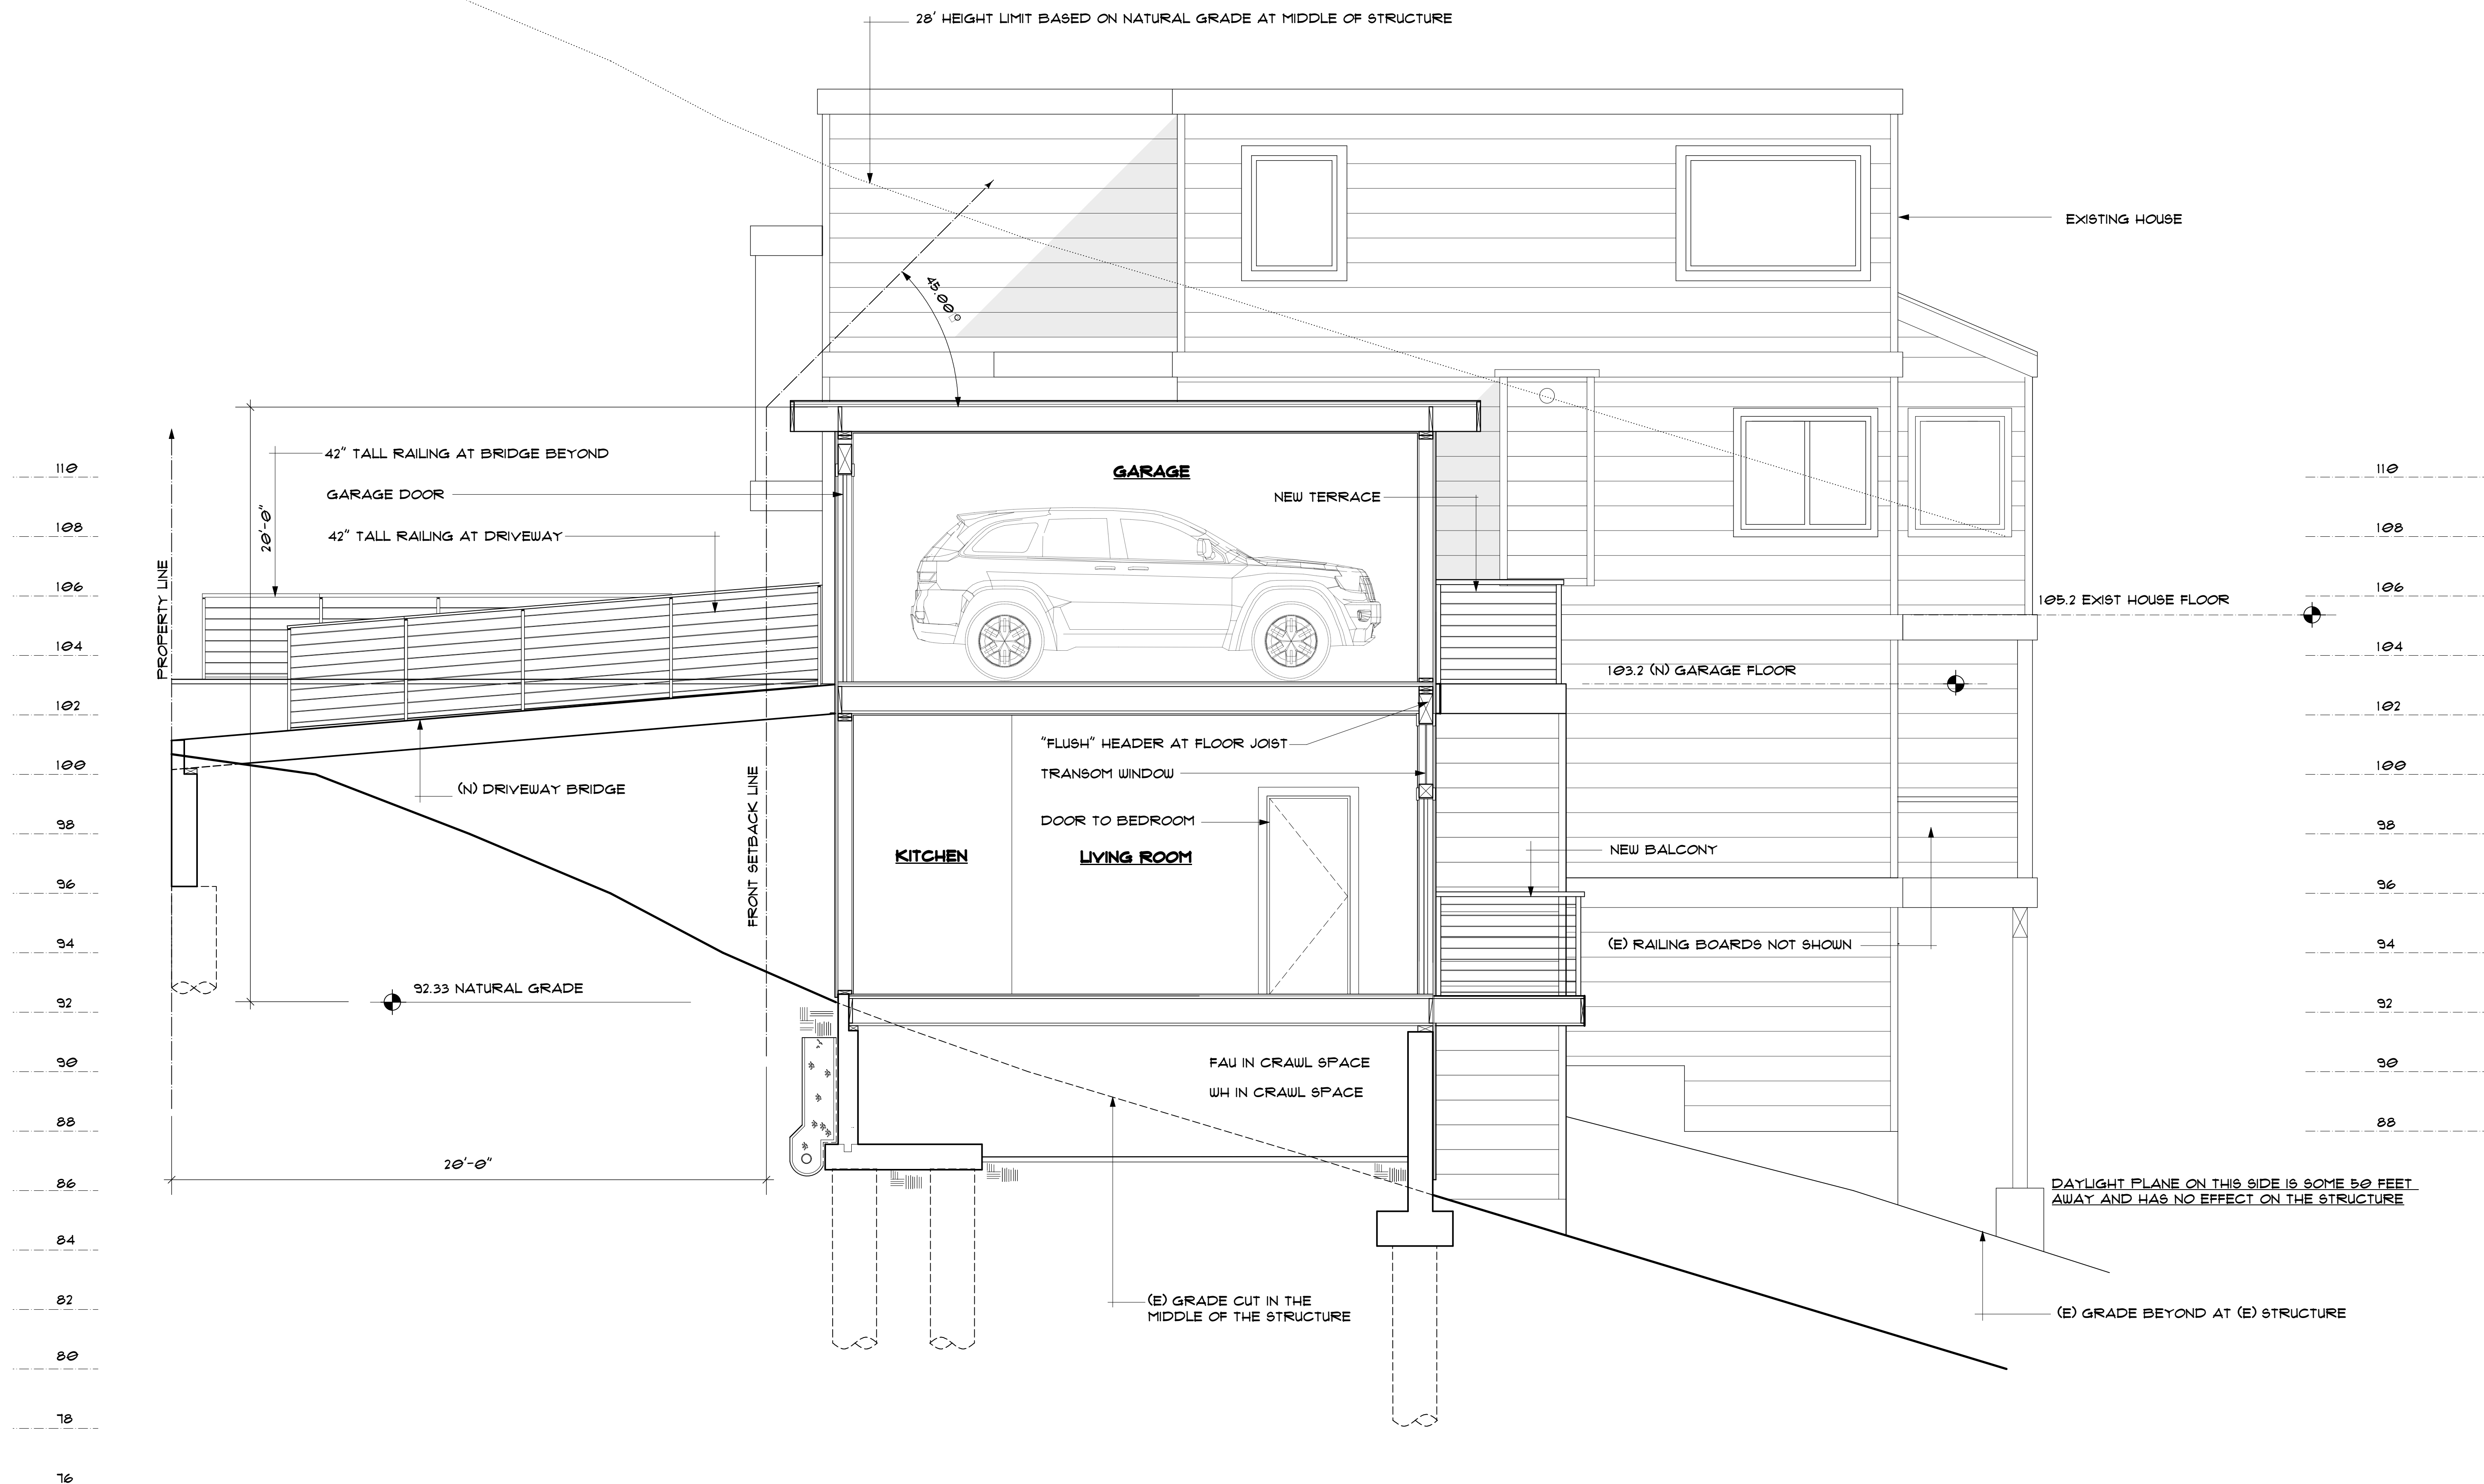 28' HEIGHT LIMIT BASED ON NATURAL GRADE AT MIDDLE OF STRUCTURE
EXISTING HOUSE
45.00°
42" TALL RAILING AT BRIDGE BEYOND
GARAGE DOOR
42" TALL RAILING AT DRIVEWAY
20'-0"
PROPERTY LINE
GARAGE
NEW TERRACE
105.2 EXIST HOUSE FLOOR
103.2 (N) GARAGE FLOOR
"FLUSH" HEADER AT FLOOR JOIST
TRANSOM WINDOW
DOOR TO BEDROOM
(N) DRIVEWAY BRIDGE
FRONT SETBACK LINE
KITCHEN
LIVING ROOM
NEW BALCONY
(E) RAILING BOARDS NOT SHOWN
92.33 NATURAL GRADE
FAU IN CRAWL SPACE
WH IN CRAWL SPACE
20'-0"
DAYLIGHT PLANE ON THIS SIDE IS SOME 50 FEET
AWAY AND HAS NO EFFECT ON THE STRUCTURE
(E) GRADE CUT IN THE
MIDDLE OF THE STRUCTURE
(E) GRADE BEYOND AT (E) STRUCTURE
110
108
106
104
102
100
98
96
94
92
90
88
86
84
82
80
78
76
110
108
106
104
102
100
98
96
94
92
90
88